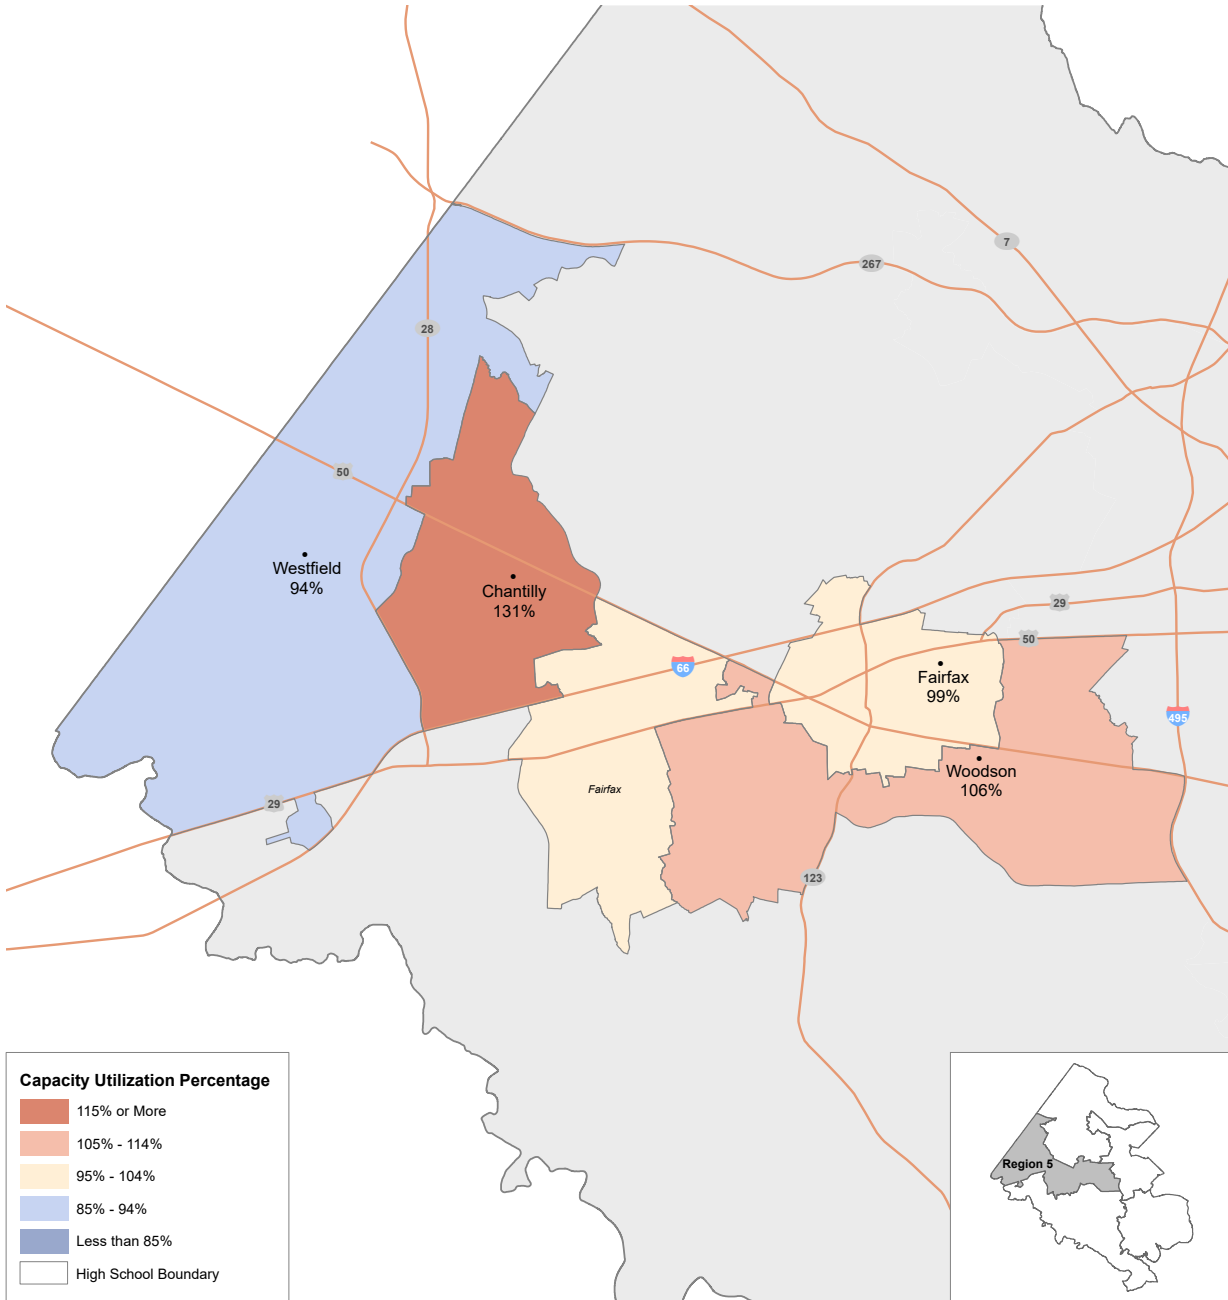 7
267
28
50
Westfield
94%
Chantilly
131%
29
50
66
Fairfax
99%
495
Woodson
106%
Fairfax
29
123
Capacity Utilization Percentage
115% or More
105% - 114%
95% - 104%
85% - 94%
Less than 85%
High School Boundary
Region 5